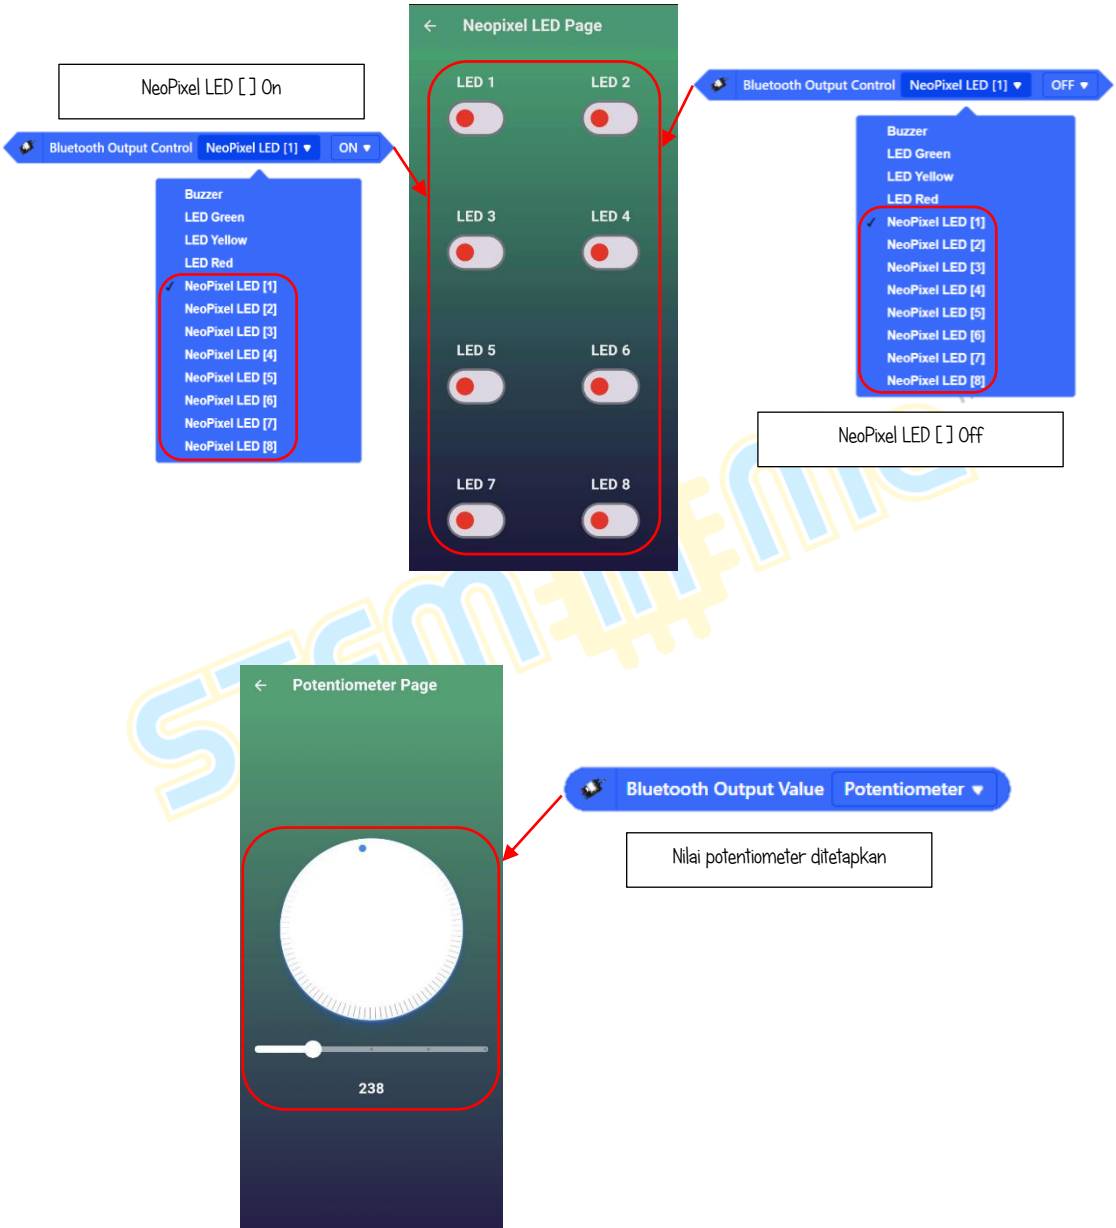 Neopixel LED Page
NeoPixel LED [ ] On
Bluetooth Output Control NeoPixel LED [1] ON
Buzzer
LED Green
LED Yellow
LED Red
NeoPixel LED [1]
NeoPixel LED [2]
NeoPixel LED [3]
NeoPixel LED [4]
NeoPixel LED [5]
NeoPixel LED [6]
NeoPixel LED [7]
NeoPixel LED [8]
LED 1 LED 2
LED 3 LED 4
LED 5 LED 6
LED 7 LED 8
Bluetooth Output Control NeoPixel LED [1] OFF
Buzzer
LED Green
LED Yellow
LED Red
NeoPixel LED [1]
NeoPixel LED [2]
NeoPixel LED [3]
NeoPixel LED [4]
NeoPixel LED [5]
NeoPixel LED [6]
NeoPixel LED [7]
NeoPixel LED [8]
NeoPixel LED [ ] Off
Potentiometer Page
238
Bluetooth Output Value Potentiometer
Nilai potentiometer ditetapkan